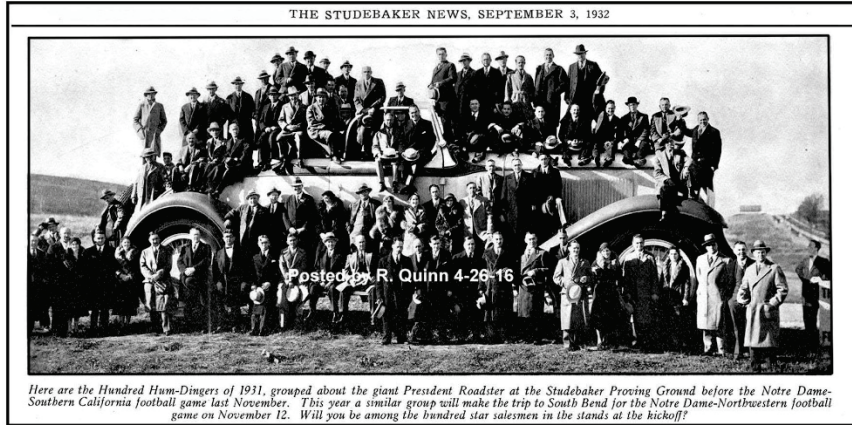 THE STUDEBAKER NEWS, SEPTEMBER 3, 1932
Posted by R. Quinn 4-26-16
Here are the Hundred Hum-Dingers of 1931, grouped about the giant President Roadster at the Studebaker Proving Ground before the Notre Dame-
Southern California football game last November. This year a similar group will make the trip to South Bend for the Notre Dame-Northwestern football
game on November 12. Will you be among the hundred star salesmen in the stands at the kickoff?